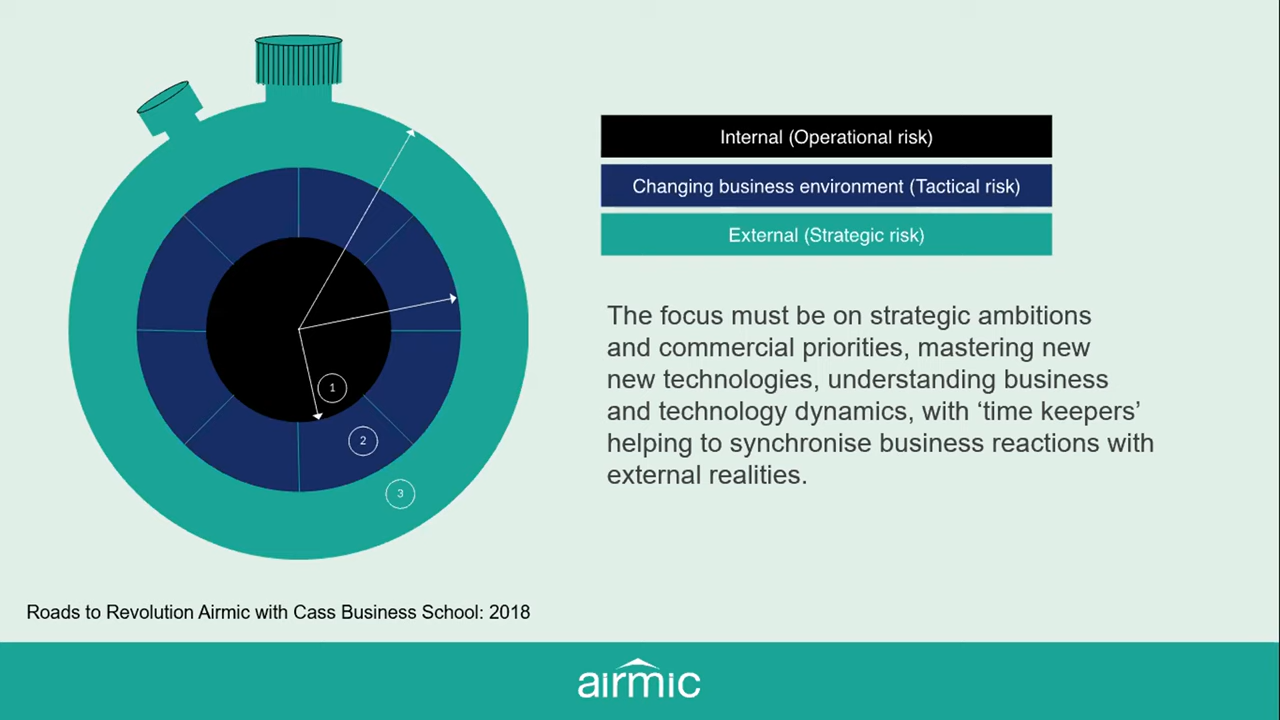 Internal (Operational risk)
Changing business environment (Tactical risk)
External (Strategic risk)
The focus must be on strategic ambitions
and commercial priorities, mastering new
new technologies, understanding business
and technology dynamics, with ‘time keepers’
helping to synchronise business reactions with
external realities.
1
2
3
Roads to Revolution Airmic with Cass Business School: 2018
airmic